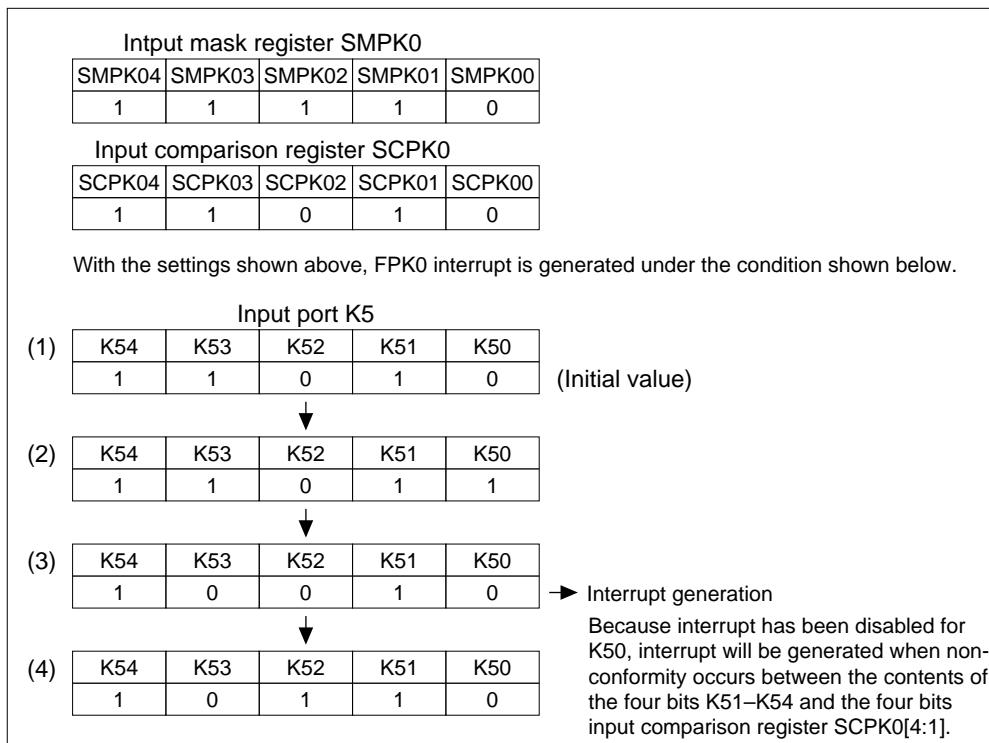 Intput mask register SMPK0
SMPK04 SMPK03 SMPK02 SMPK01 SMPK00
1 1 1 1 0
Input comparison register SCPK0
SCPK04 SCPK03 SCPK02 SCPK01 SCPK00
1 1 0 1 0
With the settings shown above, FPK0 interrupt is generated under the condition shown below.
Input port K5
(1) K54 K53 K52 K51 K50
1 1 0 1 0 (Initial value)
(2) K54 K53 K52 K51 K50
1 1 0 1 1
(3) K54 K53 K52 K51 K50
1 0 0 1 0 Interrupt generation
Because interrupt has been disabled for
K50, interrupt will be generated when non-
conformity occurs between the contents of
the four bits K51–K54 and the four bits
input comparison register SCPK0[4:1].
(4) K54 K53 K52 K51 K50
1 0 1 1 0